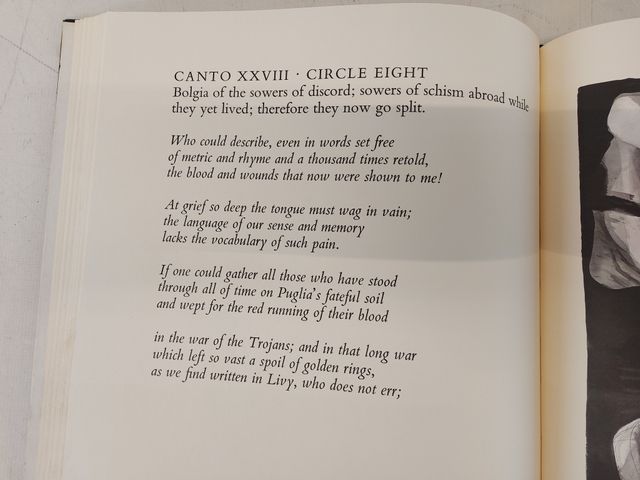 CANTO XXVIII · CIRCLE EIGHT
Bolgia of the sowers of discord; sowers of schism abroad while
they yet lived; therefore they now go split.
Who could describe, even in words set free
of metric and rhyme and a thousand times retold,
the blood and wounds that now were shown to me!
At grief so deep the tongue must wag in vain;
the language of our sense and memory
lacks the vocabulary of such pain.
If one could gather all those who have stood
through all of time on Puglia's fateful soil
and wept for the red running of their blood
in the war of the Trojans; and in that long war
which left so vast a spoil of golden rings,
as we find written in Livy, who does not err;